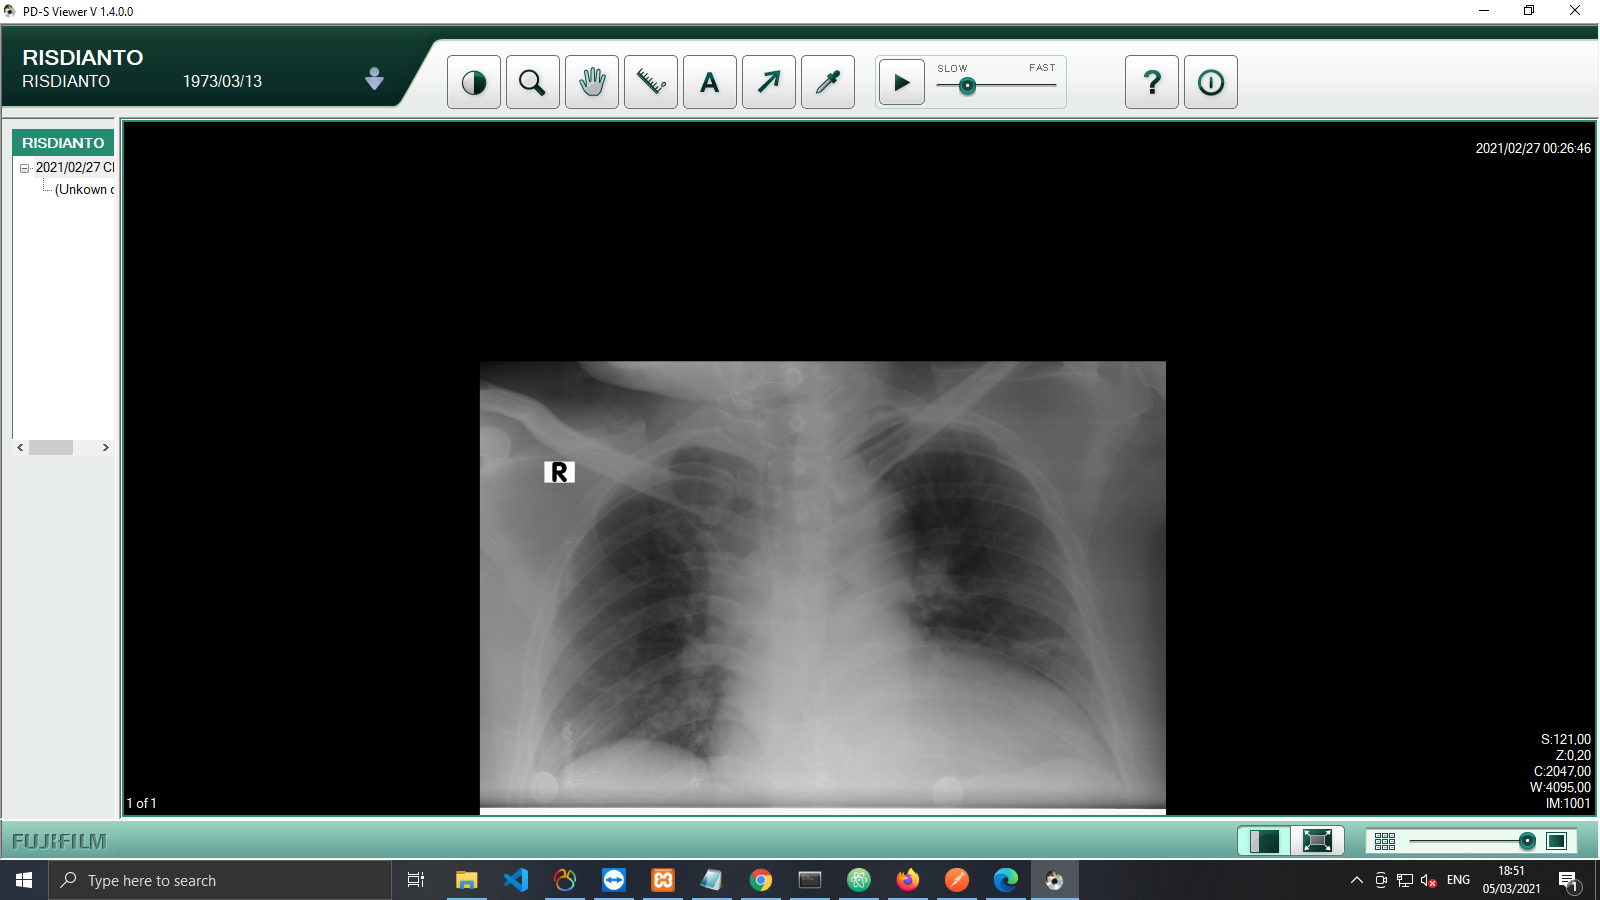 PD-S Viewer V 1.4.0.0
RISDIANTO
RISDIANTO 1973/03/13
A
SLOW FAST
?
RISDIANTO
2021/02/27
(Unkown
2021/02/27 00:26:46
R
S:121,00
Z:0,20
C:2047,00
W:4095,00
IM:1001
1 of 1
FUJIFILM
Type here to search
ENG
18:51
05/03/2021
1